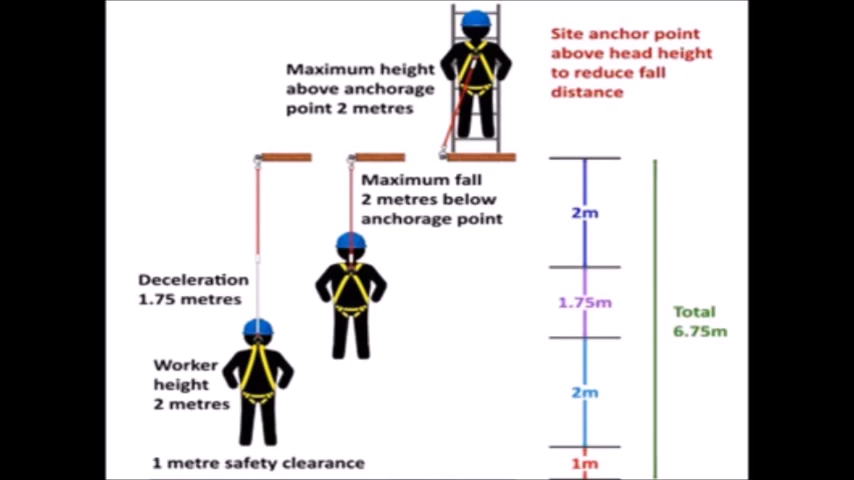 Site anchor point
above head height
to reduce fall
distance
Maximum height
above anchorage
point 2 metres
Maximum fall
2 metres below
anchorage point
2m
Deceleration
1.75 metres
1.75m
Total
6.75m
Worker
height
2 metres
2m
1 metre safety clearance
1m